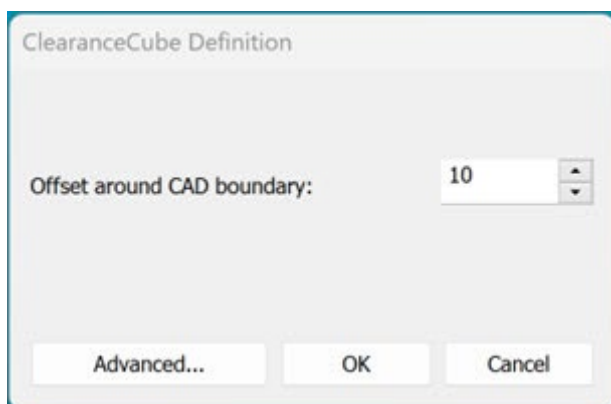 ClearanceCube Definition
Offset around CAD boundary:
10
Advanced...
OK
Cancel